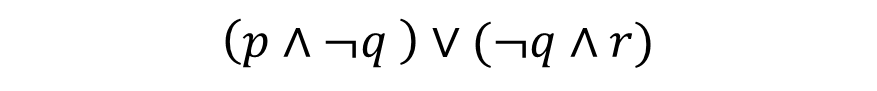 (p ∧ ¬q ) ∨ (¬q ∧ r)